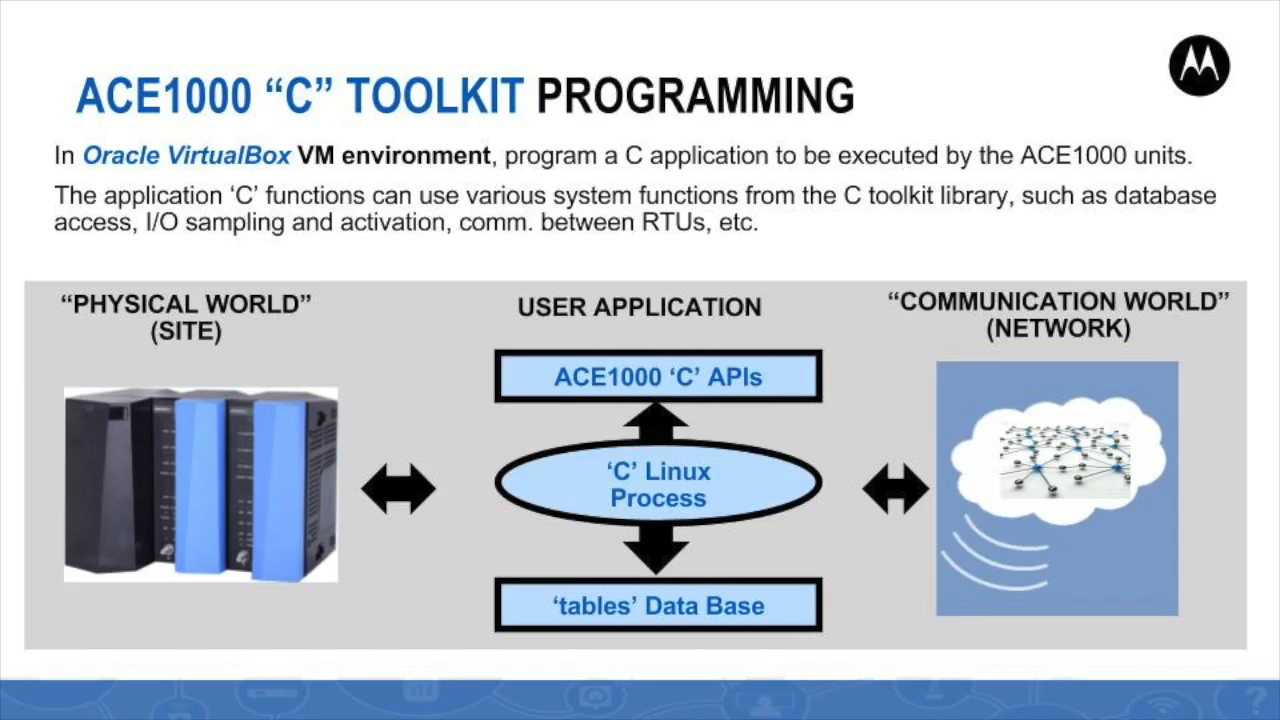 ACE1000 “C” TOOLKIT PROGRAMMING
In Oracle VirtualBox VM environment, program a C application to be executed by the ACE1000 units.
The application ‘C’ functions can use various system functions from the C toolkit library, such as database
access, I/O sampling and activation, comm. between RTUs, etc.
“PHYSICAL WORLD”
(SITE)
USER APPLICATION
“COMMUNICATION WORLD”
(NETWORK)
ACE1000 ‘C’ APIs
‘C’ Linux
Process
‘tables’ Data Base